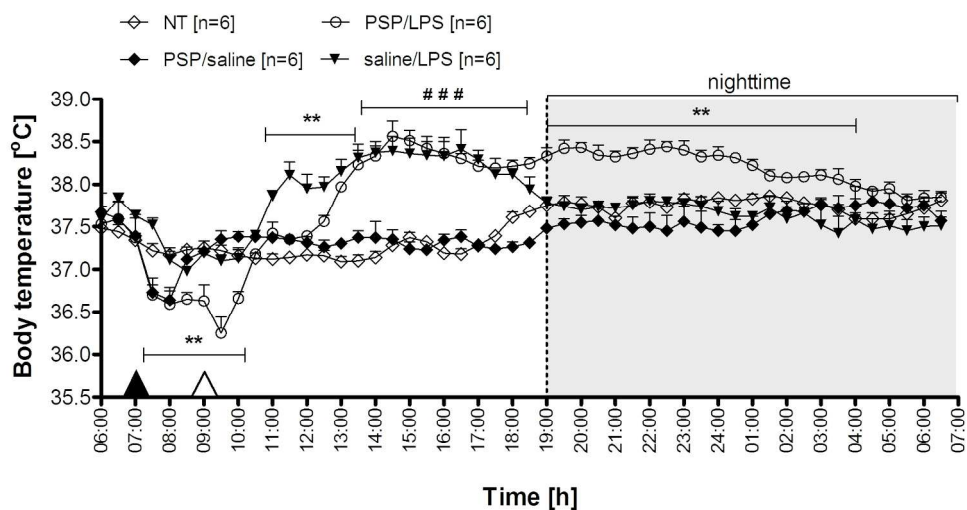 NT [n=6] PSP/LPS [n=6]
PSP/saline [n=6] saline/LPS [n=6]
nighttime
** ### **
**
Body temperature [°C]
39.0
38.5
38.0
37.5
37.0
36.5
36.0
35.5
06:00 07:00 08:00 09:00 10:00 11:00 12:00 13:00 14:00 15:00 16:00 17:00 18:00 19:00 20:00 21:00 22:00 23:00 24:00 01:00 02:00 03:00 04:00 05:00 06:00 07:00
Time [h]